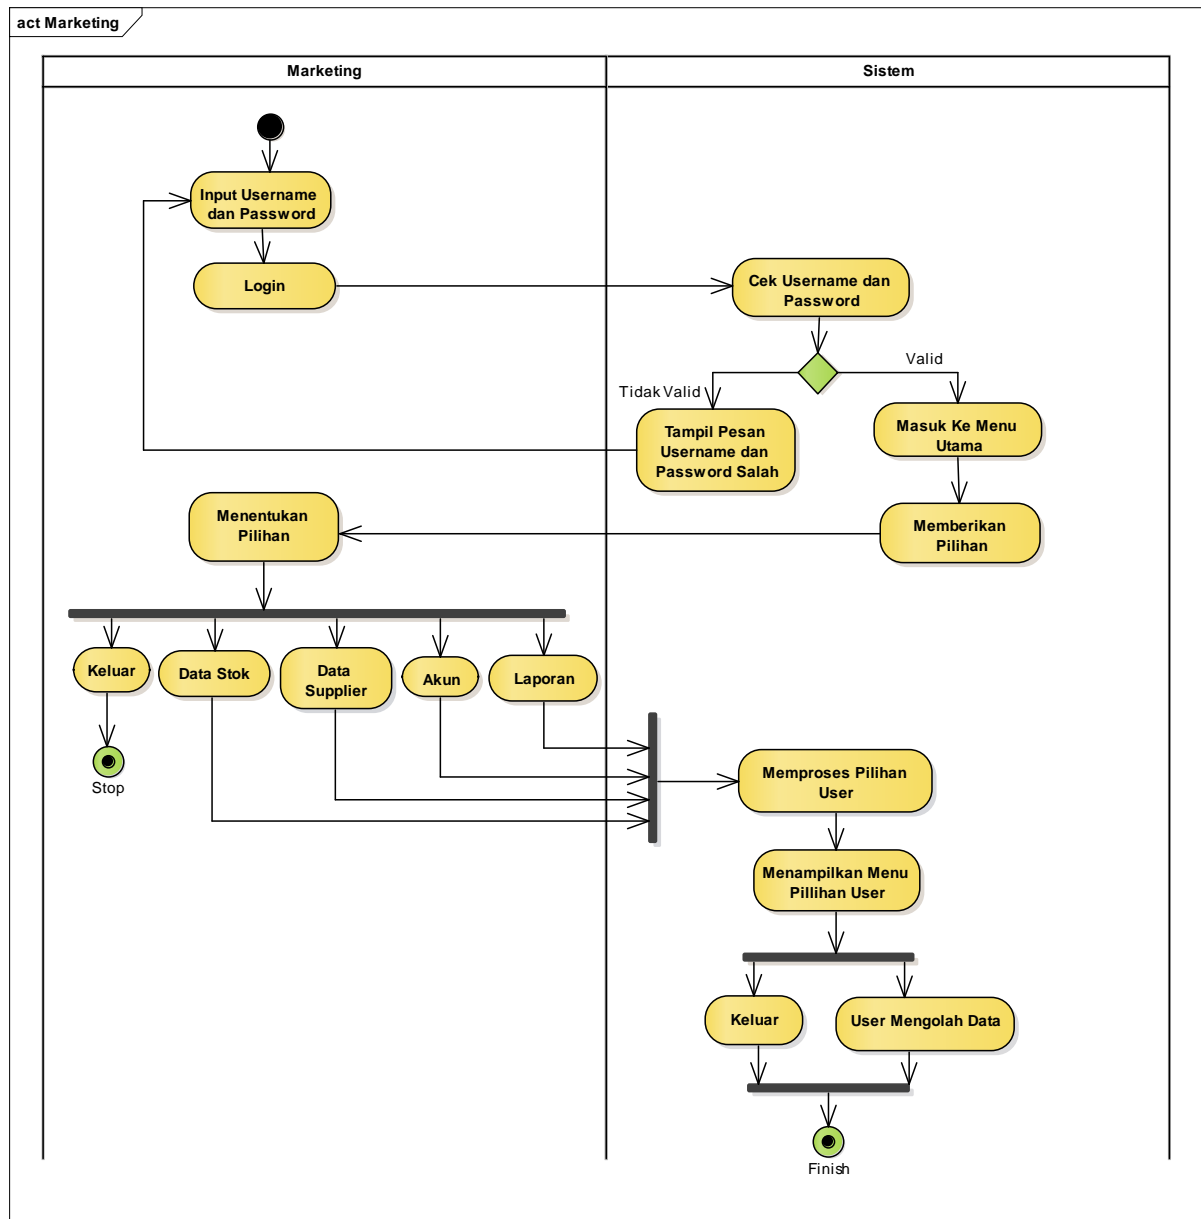 act Marketing
Marketing
Sistem
Input Username
dan Password
Login
Cek Username dan
Password
Valid
Tidak Valid
Tampil Pesan
Username dan
Password Salah
Masuk Ke Menu
Utama
Menentukan
Pilihan
Memberikan
Pilihan
Keluar
Data Stok
Data
Supplier
Akun
Laporan
Stop
Memproses Pilihan
User
Menampilkan Menu
Pillihan User
Keluar
User Mengolah Data
Finish